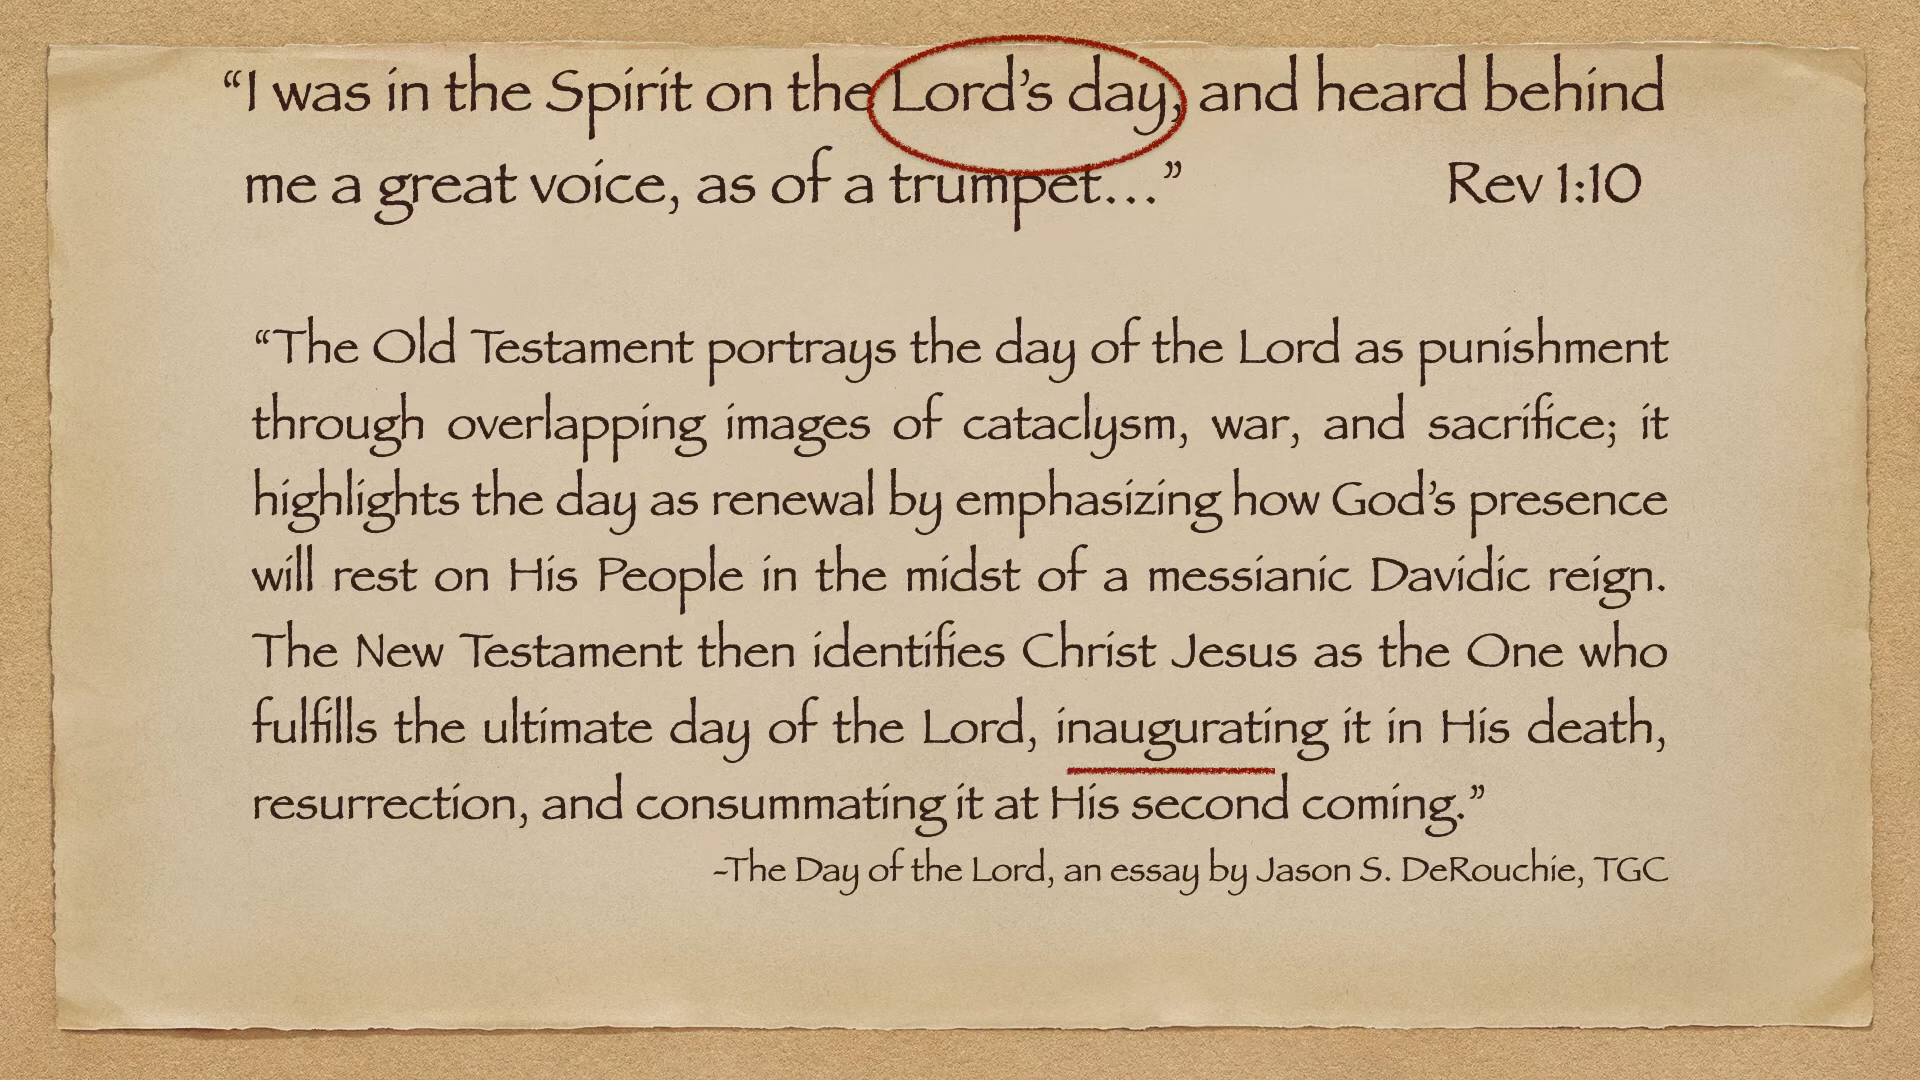 “I was in the Spirit on the Lord’s day, and heard behind
me a great voice, as of a trumpet…” Rev 1:10
“The Old Testament portrays the day of the Lord as punishment
through overlapping images of cataclysm, war, and sacrifice; it
highlights the day as renewal by emphasizing how God’s presence
will rest on His People in the midst of a messianic Davidic reign.
The New Testament then identifies Christ Jesus as the One who
fulfills the ultimate day of the Lord, inaugurating it in His death,
resurrection, and consummating it at His second coming.”
-The Day of the Lord, an essay by Jason S. DeRouchie, TGC